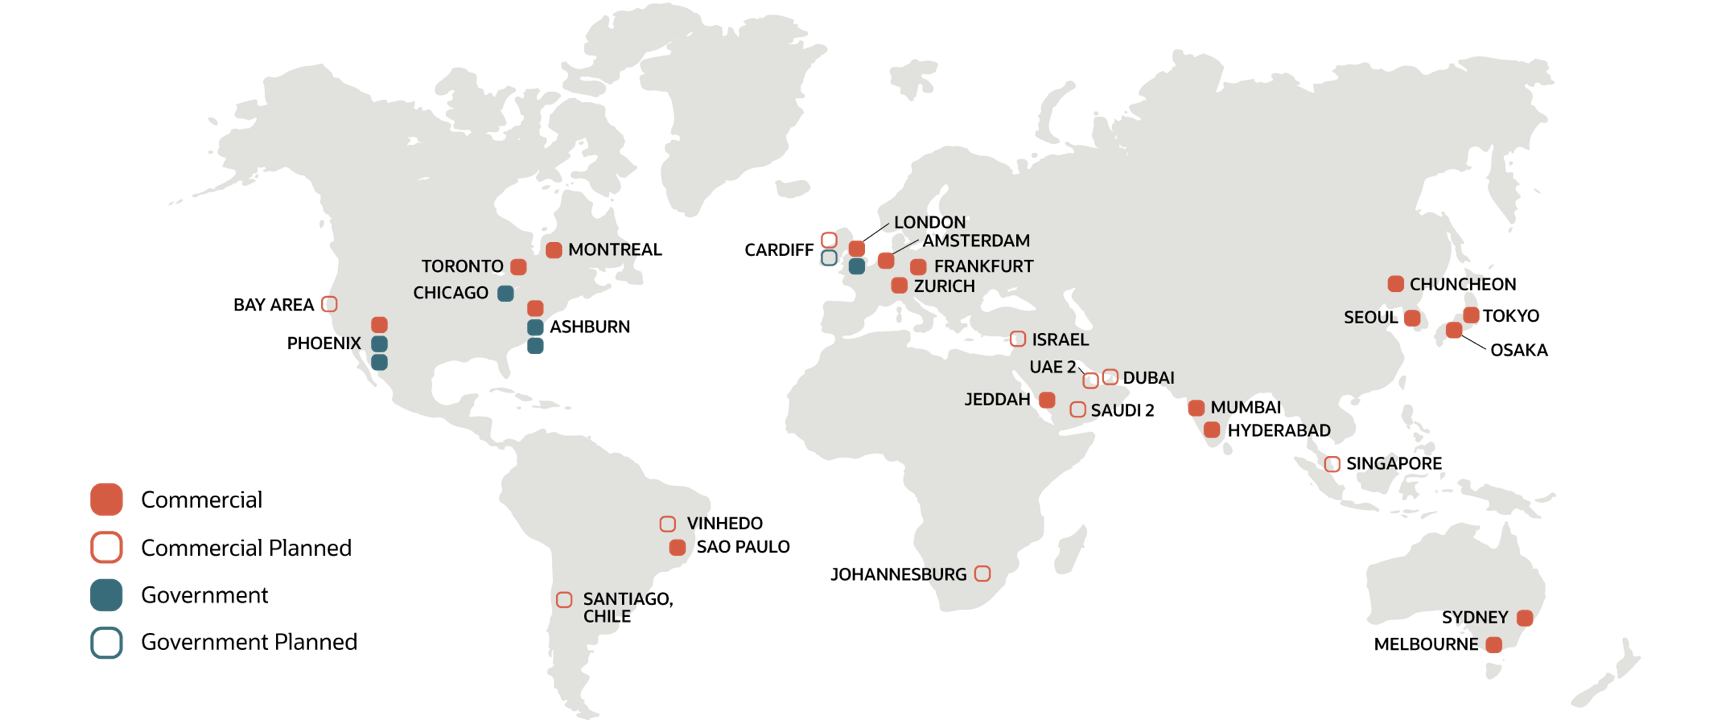 LONDON
AMSTERDAM
CARDIFF
MONTREAL
TORONTO
FRANKFURT
CHUNCHEON
ZURICH
CHICAGO
BAY AREA
SEOUL
TOKYO
ASHBURN
PHOENIX
ISRAEL
OSAKA
UAE 2
DUBAI
JEDDAH
SAUDI 2
MUMBAI
HYDERABAD
SINGAPORE
Commercial
VINHEDO
Commercial Planned
SAO PAULO
JOHANNESBURG
Government
SANTIAGO,
CHILE
SYDNEY
Government Planned
MELBOURNE